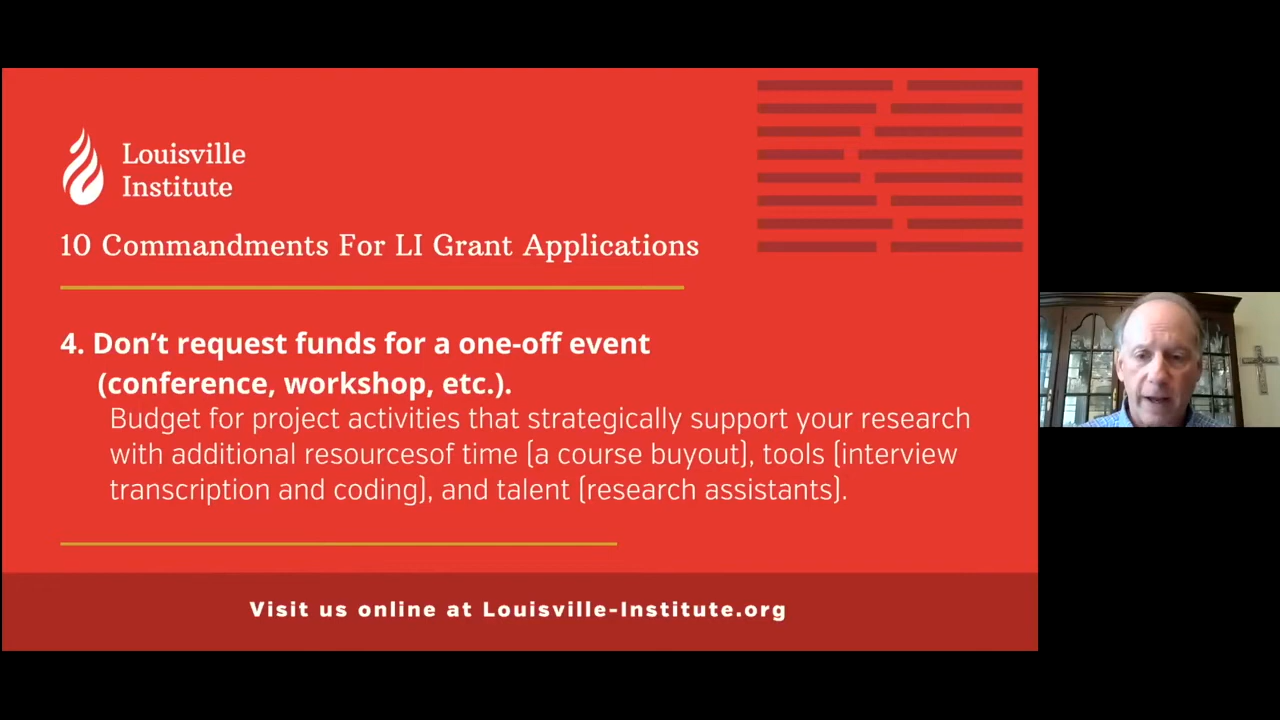 Louisville
Institute
10 Commandments For LI Grant Applications
4. Don’t request funds for a one-off event
(conference, workshop, etc.).
Budget for project activities that strategically support your research
with additional resourcesof time (a course buyout), tools (interview
transcription and coding), and talent (research assistants).
Visit us online at Louisville-Institute.org